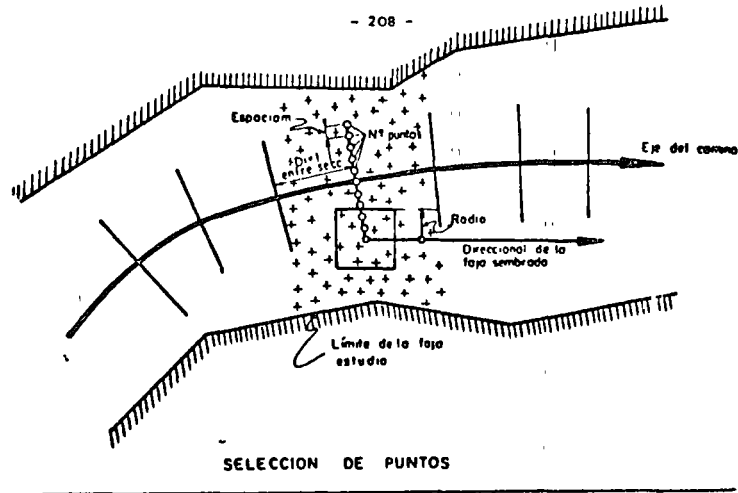 - 208 -
Espaciam
Nº puntos
Dist
entre secc
Eje del camino
Radio
Direccional de la
faja sembrada
Límite de la faja
estudio
SELECCION DE PUNTOS